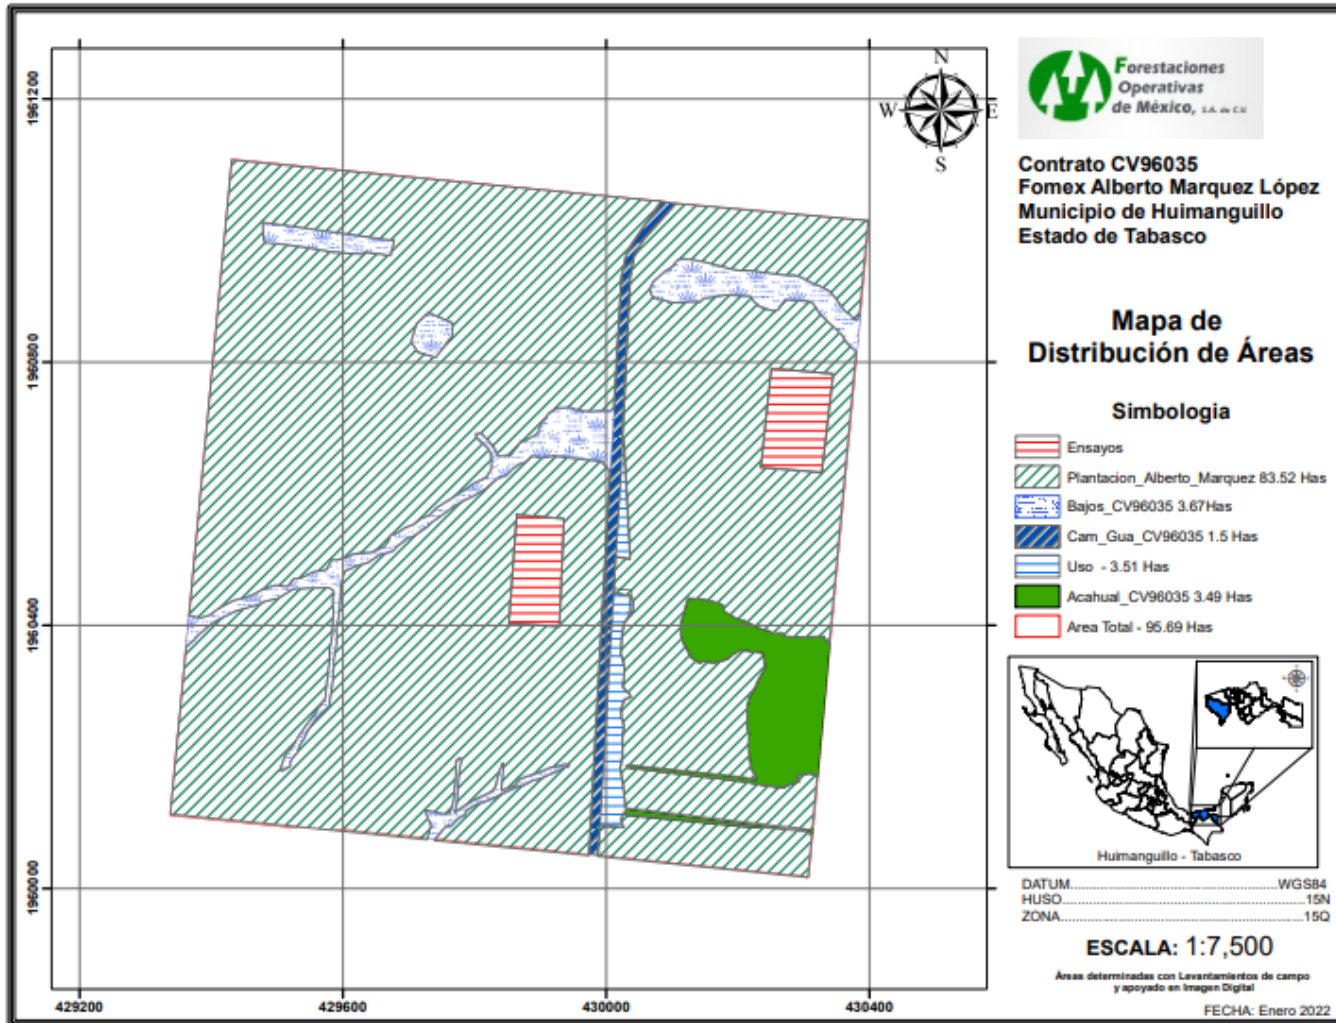 N
W E
S
1961200
1960800
1960400
1960000
429200 429600 430000 430400
Forestaciones
Operativas
de México, S.A. de C.V.
Contrato CV96035
Fomex Alberto Marquez López
Municipio de Huimanguillo
Estado de Tabasco
Mapa de
Distribución de Áreas
Simbologia
Ensayos
Plantacion_Alberto_Marquez 83.52 Has
Bajos_CV96035 3.67Has
Cam_Gua_CV96035 1.5 Has
Uso - 3.51 Has
Acahual_CV96035 3.49 Has
Area Total - 95.69 Has
Huimanguillo - Tabasco
DATUM..........................................................WGS84
HUSO..................................................................15N
ZONA..................................................................15Q
ESCALA: 1:7,500
Áreas determinadas con Levantamientos de campo
y apoyado en Imagen Digital
FECHA: Enero 2022